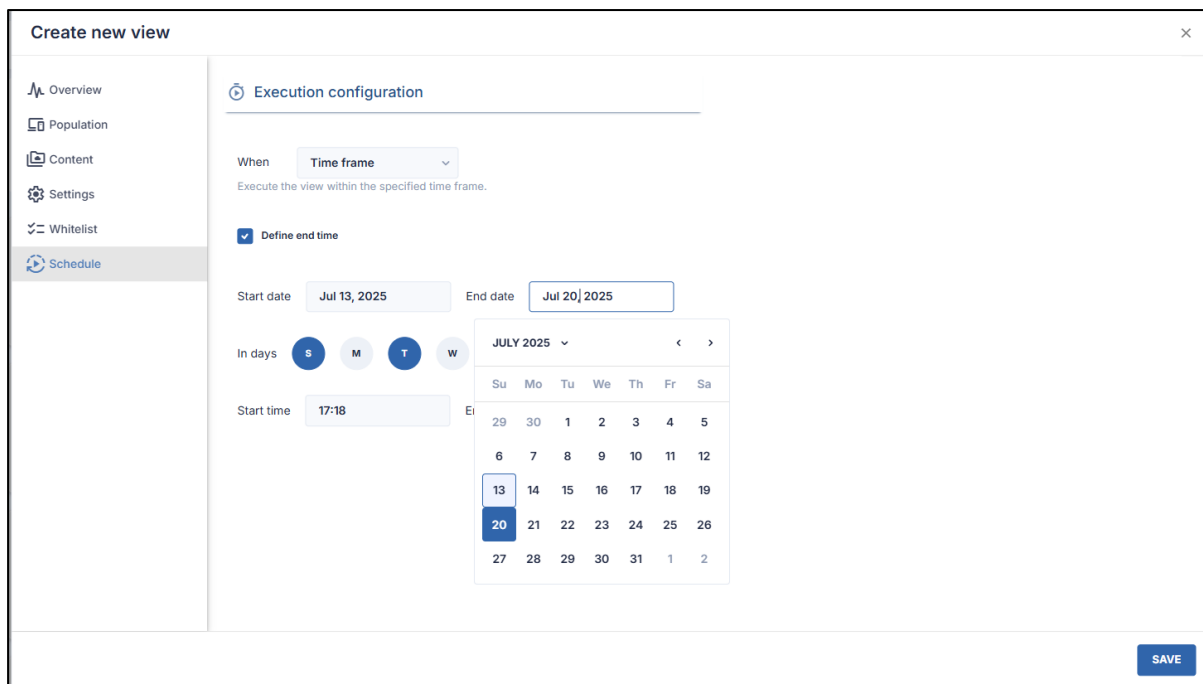 Create new view
Overview
Population
Content
Settings
Whitelist
Schedule
Execution configuration
When Time frame
Execute the view within the specified time frame.
Define end time
Start date Jul 13, 2025 End date Jul 20, 2025
In days S M T W
Start time 17:18
JULY 2025
Su Mo Tu We Th Fr Sa
29 30 1 2 3 4 5
6 7 8 9 10 11 12
13 14 15 16 17 18 19
20 21 22 23 24 25 26
27 28 29 30 31 1 2
SAVE